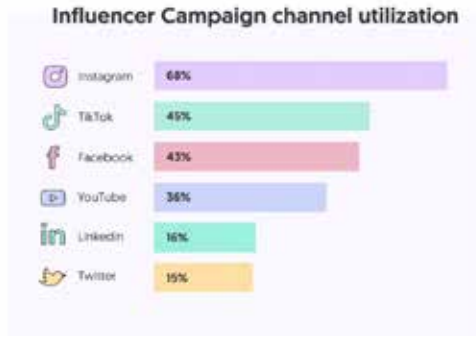 Influencer Campaign channel utilization
Instagram 68%
TikTok 45%
Facebook 43%
YouTube 36%
LinkedIn 16%
Twitter 15%